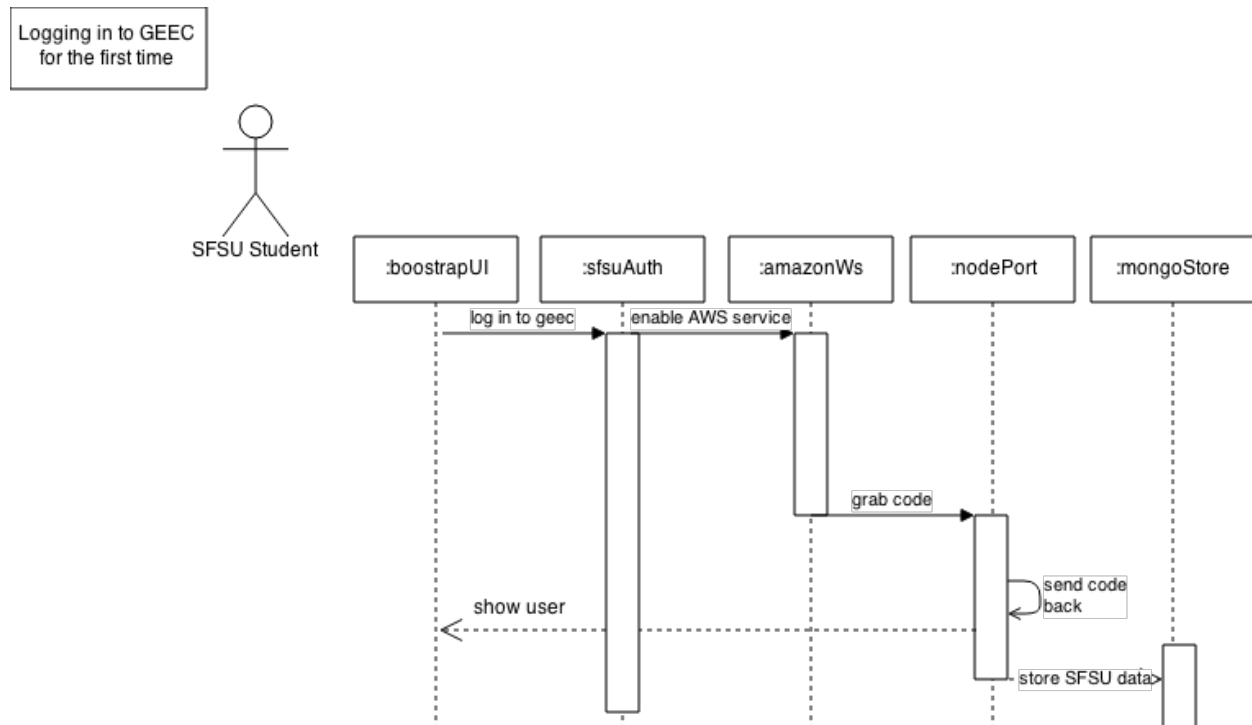 Logging in to GEEC
for the first time
SFSU Student
:boostrapUI
:sfsuAuth
:amazonWs
:nodePort
:mongoStore
log in to geec
enable AWS service
grab code
send code
back
show user
store SFSU data